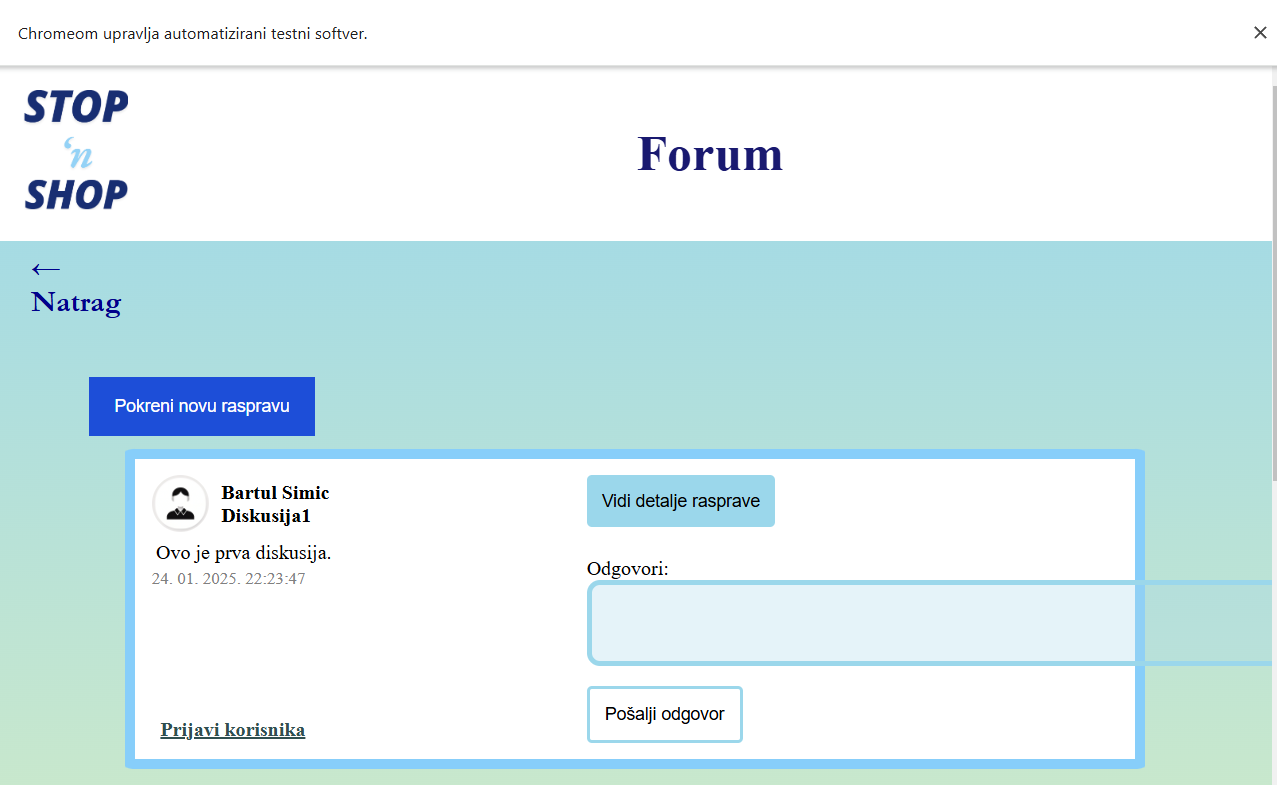 Chromeom upravlja automatizirani testni softver.
STOP
'n
SHOP
Forum
←
Natrag
Pokreni novu raspravu
Bartul Simic
Diskusija1
Ovo je prva diskusija.
24. 01. 2025. 22:23:47
Prijavi korisnika
Vidi detalje rasprave
Odgovori:
Pošalji odgovor